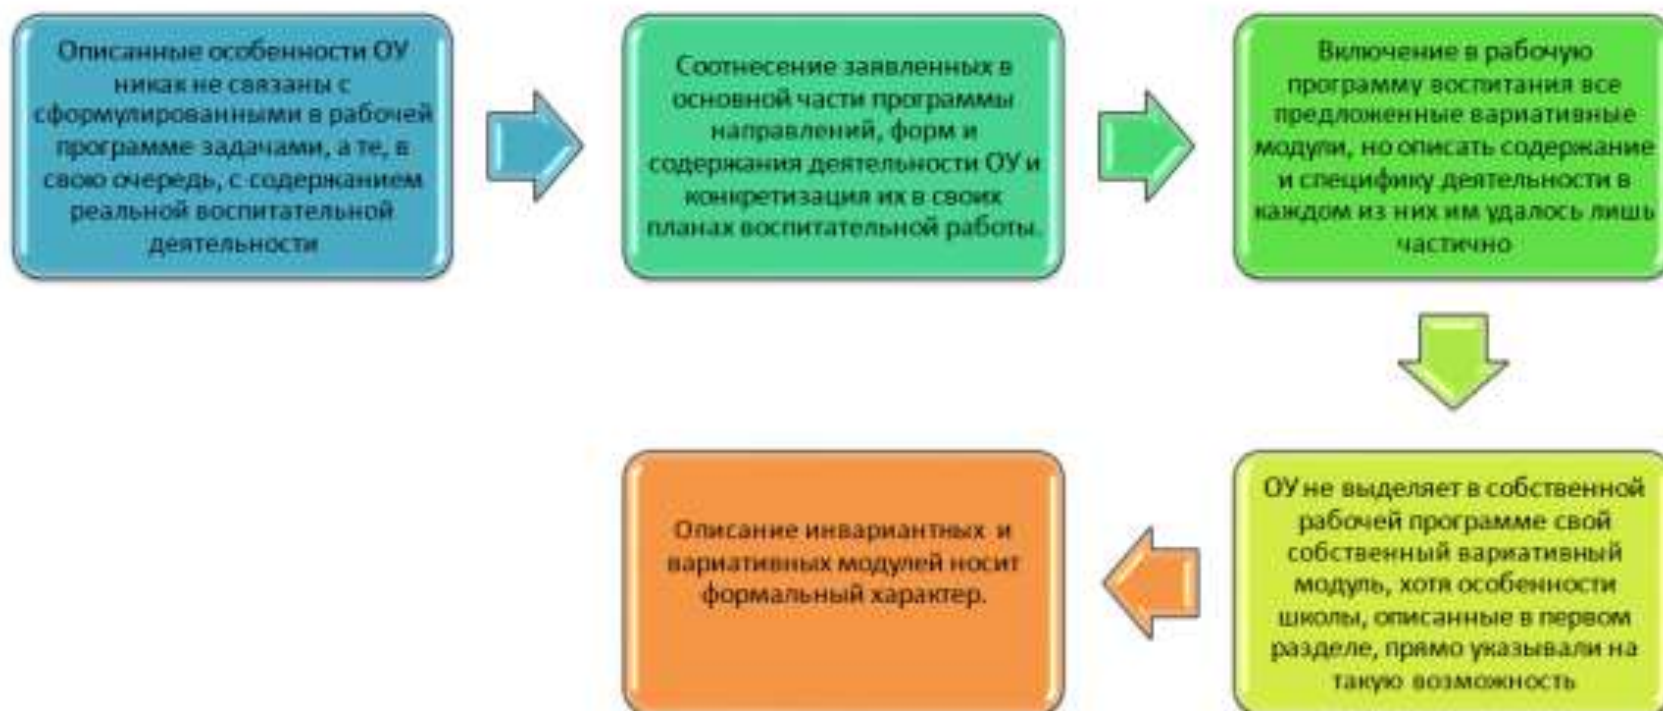 Описанные особенности ОУ
никак не связаны с
сформулированными в рабочей
программе задачами, а те, в
свою очередь, с содержанием
реальной воспитательной
деятельности
Соотнесение заявленных в
основной части программы
направлений, форм и
содержания деятельности ОУ и
конкретизация их в своих
планах воспитательной работы.
Включение в рабочую
программу воспитания все
предложенные вариативные
модули, но описать содержание
и специфику деятельности в
каждом из них им удалось лишь
частично
ОУ не выделяет в собственной
рабочей программе свой
собственный вариативный
модуль, хотя особенности
школы, описанные в первом
разделе, прямо указывали на
такую возможность
Описание инвариантных и
вариативных модулей носит
формальный характер.